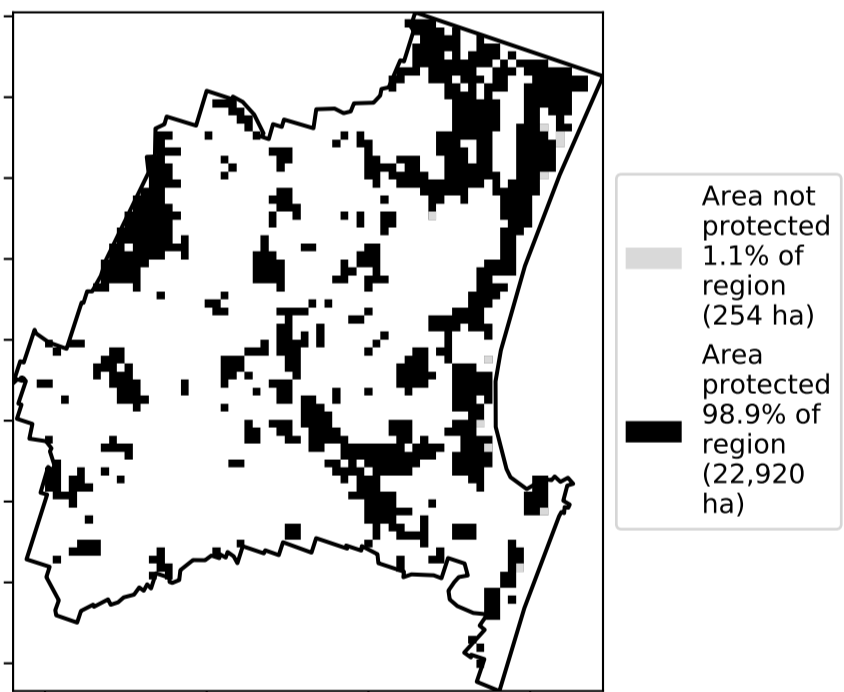 Area not
protected
1.1% of
region
(254 ha)
Area
protected
98.9% of
region
(22,920
ha)